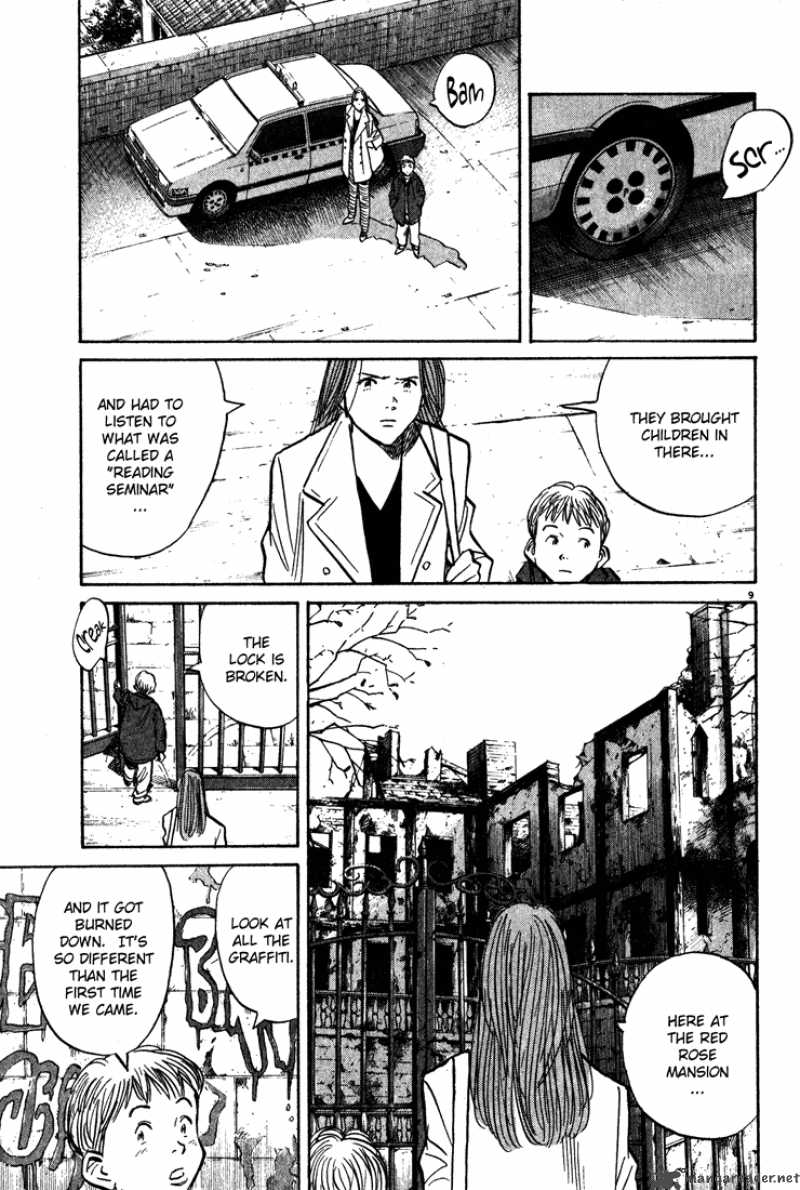 SCR...
BAM
THEY BROUGHT
CHILDREN IN
THERE...
AND HAD TO
LISTEN TO
WHAT WAS
CALLED A
"READING
SEMINAR"
...
9
HERE AT
THE RED
ROSE
MANSION
...
THE
LOCK IS
BROKEN.
CREAK
LOOK AT
ALL THE
GRAFFITI.
AND IT GOT
BURNED
DOWN. IT'S
SO DIFFERENT
THAN THE
FIRST TIME
WE CAME.